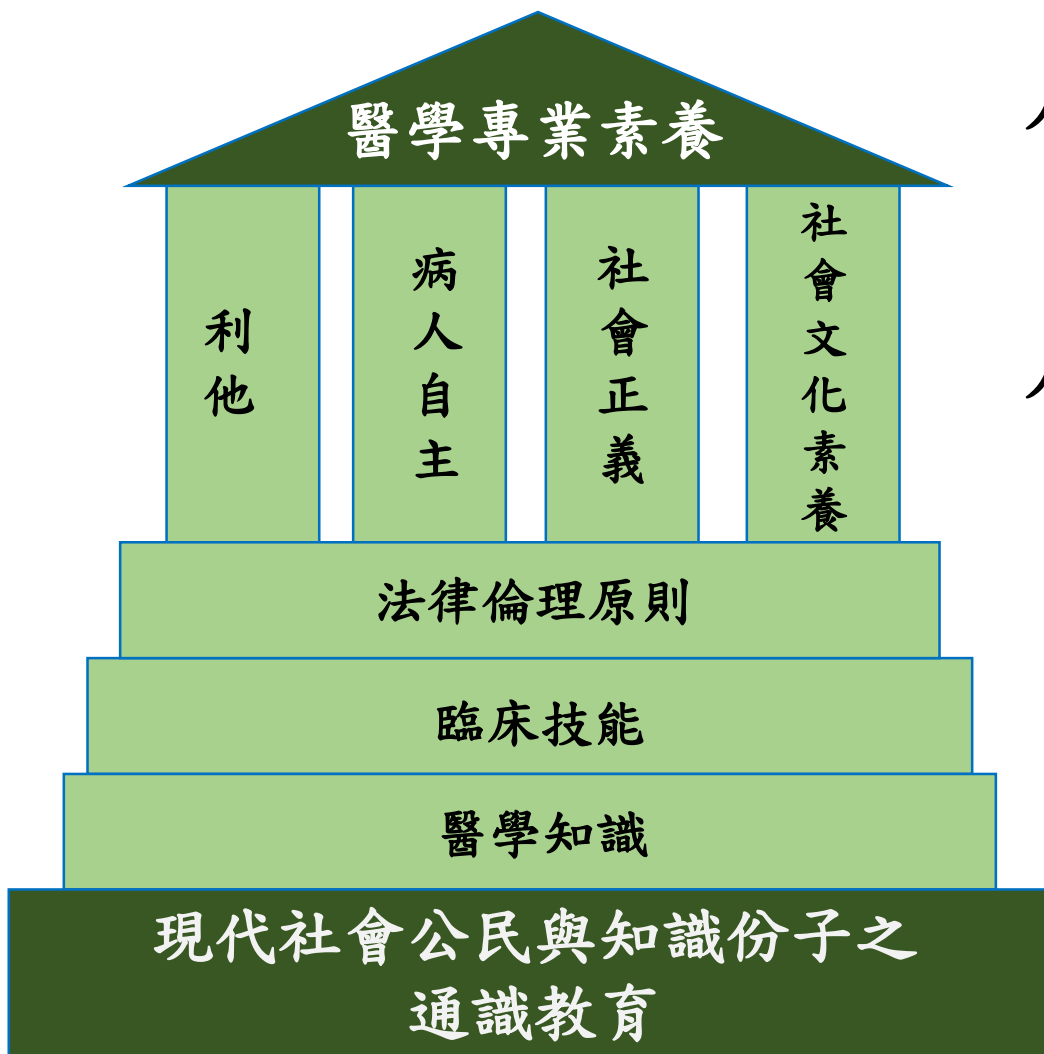 醫學專業素養
利他
病人自主
社會正義
社會文化素養
法律倫理原則
臨床技能
醫學知識
現代社會公民與知識份子之
通識教育